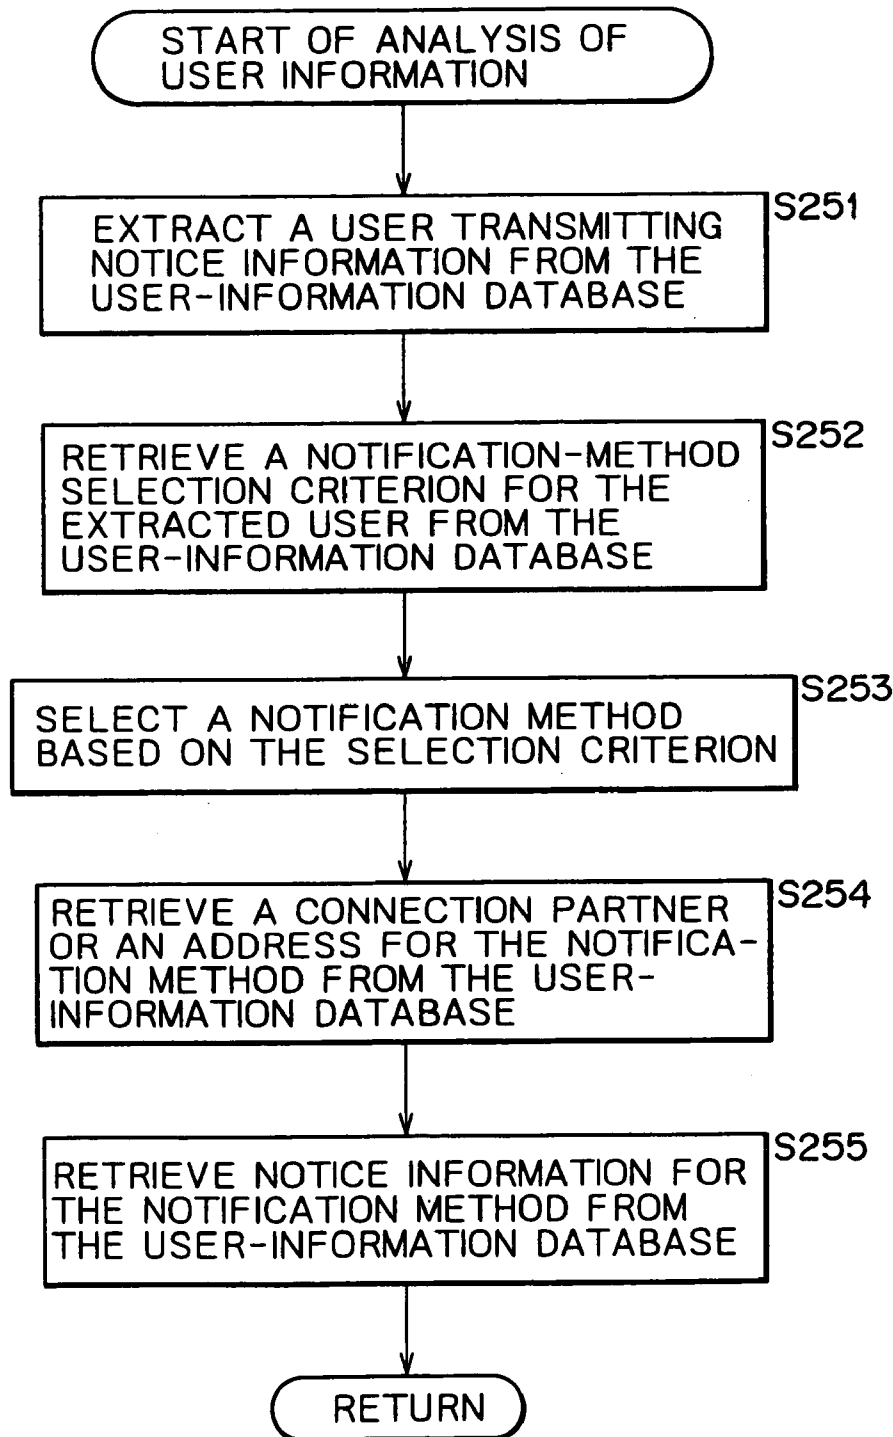 START OF ANALYSIS OF
USER INFORMATION
S251
EXTRACT A USER TRANSMITTING
NOTICE INFORMATION FROM THE
USER-INFORMATION DATABASE
S252
RETRIEVE A NOTIFICATION-METHOD
SELECTION CRITERION FOR THE
EXTRACTED USER FROM THE
USER-INFORMATION DATABASE
S253
SELECT A NOTIFICATION METHOD
BASED ON THE SELECTION CRITERION
S254
RETRIEVE A CONNECTION PARTNER
OR AN ADDRESS FOR THE NOTIFICA-
TION METHOD FROM THE USER-
INFORMATION DATABASE
S255
RETRIEVE NOTICE INFORMATION FOR
THE NOTIFICATION METHOD FROM
THE USER-INFORMATION DATABASE
RETURN